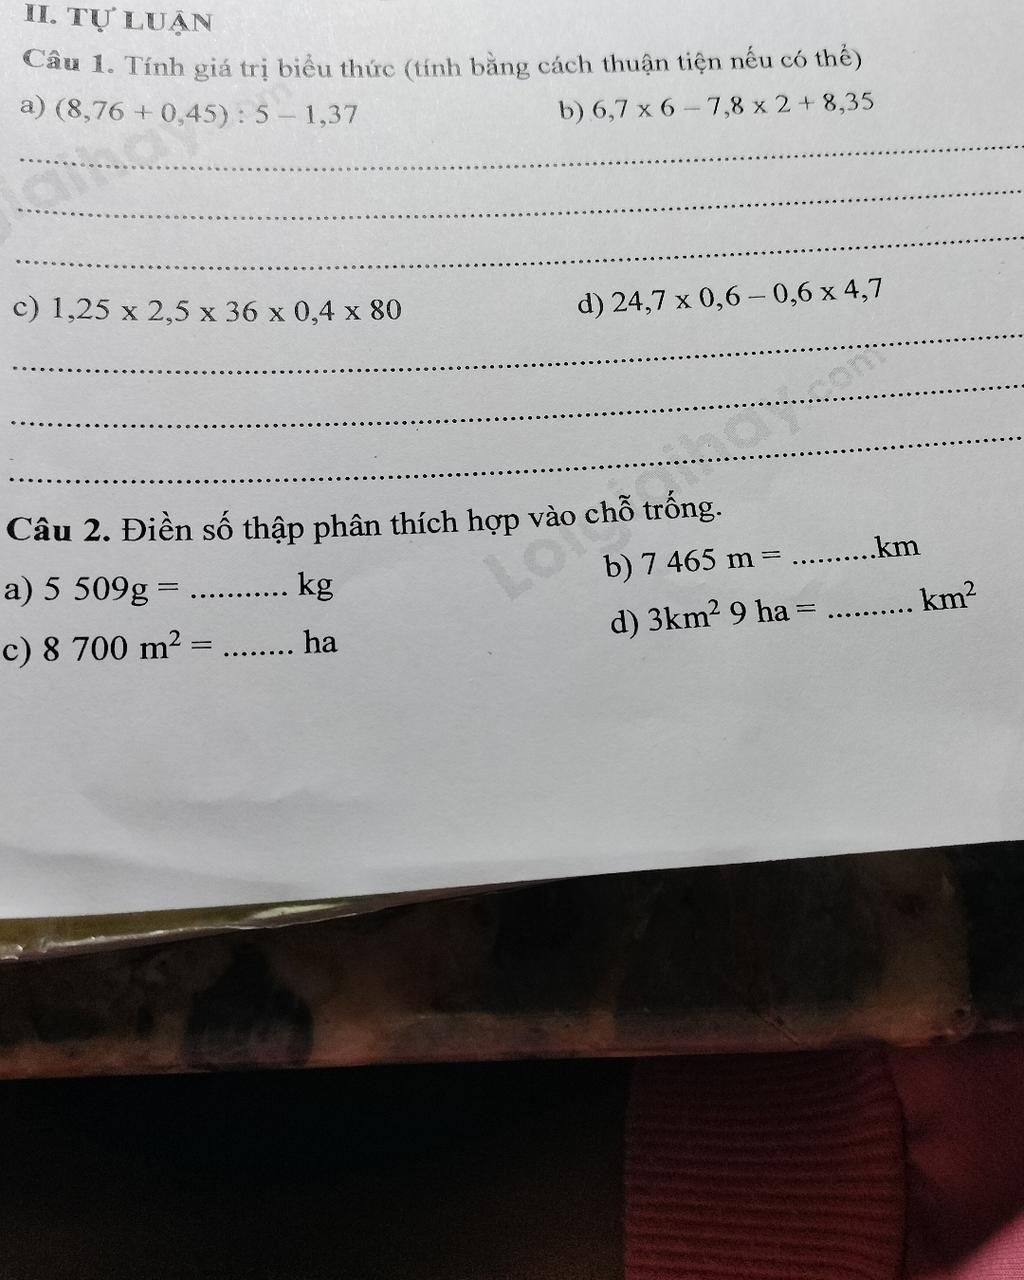 II. TỰ LUẬN
Câu 1. Tính giá trị biểu thức (tính bằng cách thuận tiện nếu có thể)
a) (8,76 + 0,45) : 5 – 1,37
b) 6,7 x 6 – 7,8 x 2 + 8,35
c) 1,25 x 2,5 x 36 x 0,4 x 80
d) 24,7 x 0,6 – 0,6 x 4,7
Loigiaihay.com
Câu 2. Điền số thập phân thích hợp vào chỗ trống.
a) 5 509g = ........... kg
b) 7 465 m = ..........km
c) 8 700 m² = ........ ha
d) 3km² 9 ha = .......... km²